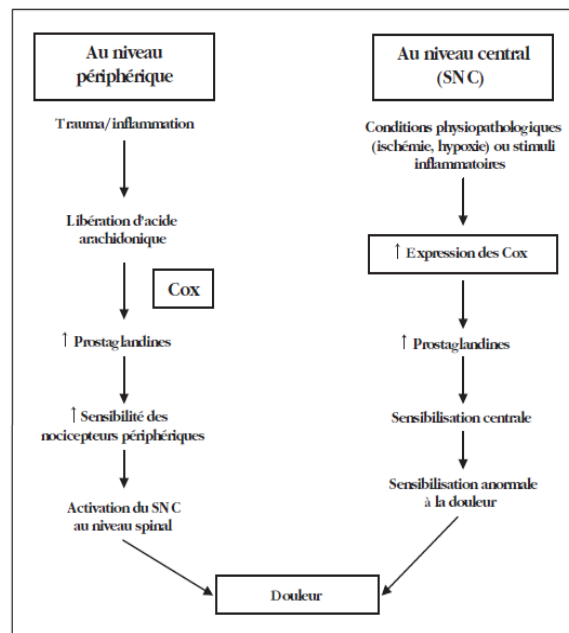 Au niveau
périphérique
Trauma/inflammation
Libération d'acide
arachidonique
Cox
↑ Prostaglandines
↑ Sensibilité des
nocicepteurs périphériques
Activation du SNC
au niveau spinal
Au niveau central
(SNC)
Conditions physiopathologiques
(ischémie, hypoxie) ou stimuli
inflammatoires
↑ Expression des Cox
↑ Prostaglandines
Sensibilisation centrale
Sensibilisation anormale
à la douleur
Douleur